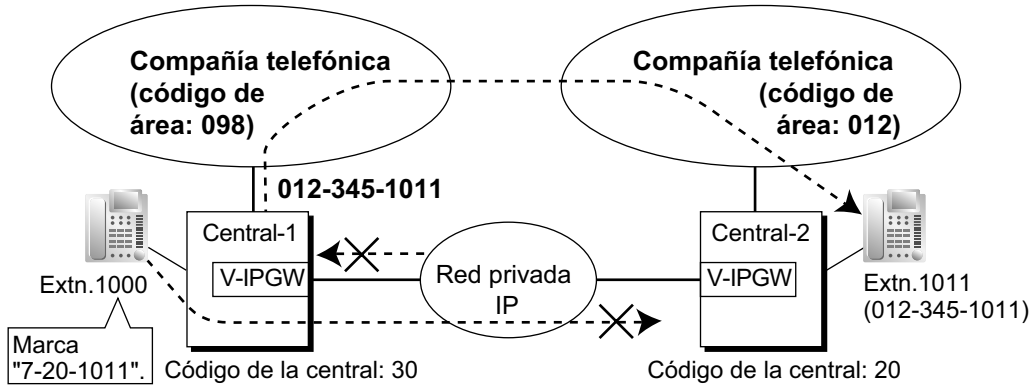 Compañía telefónica
(código de
área: 098)
Compañía telefónica
(código de
área: 012)
012-345-1011
Central-1
V-IPGW
Red privada
IP
Central-2
V-IPGW
Extn.1000
Extn.1011
(012-345-1011)
Marca
"7-20-1011".
Código de la central: 30
Código de la central: 20